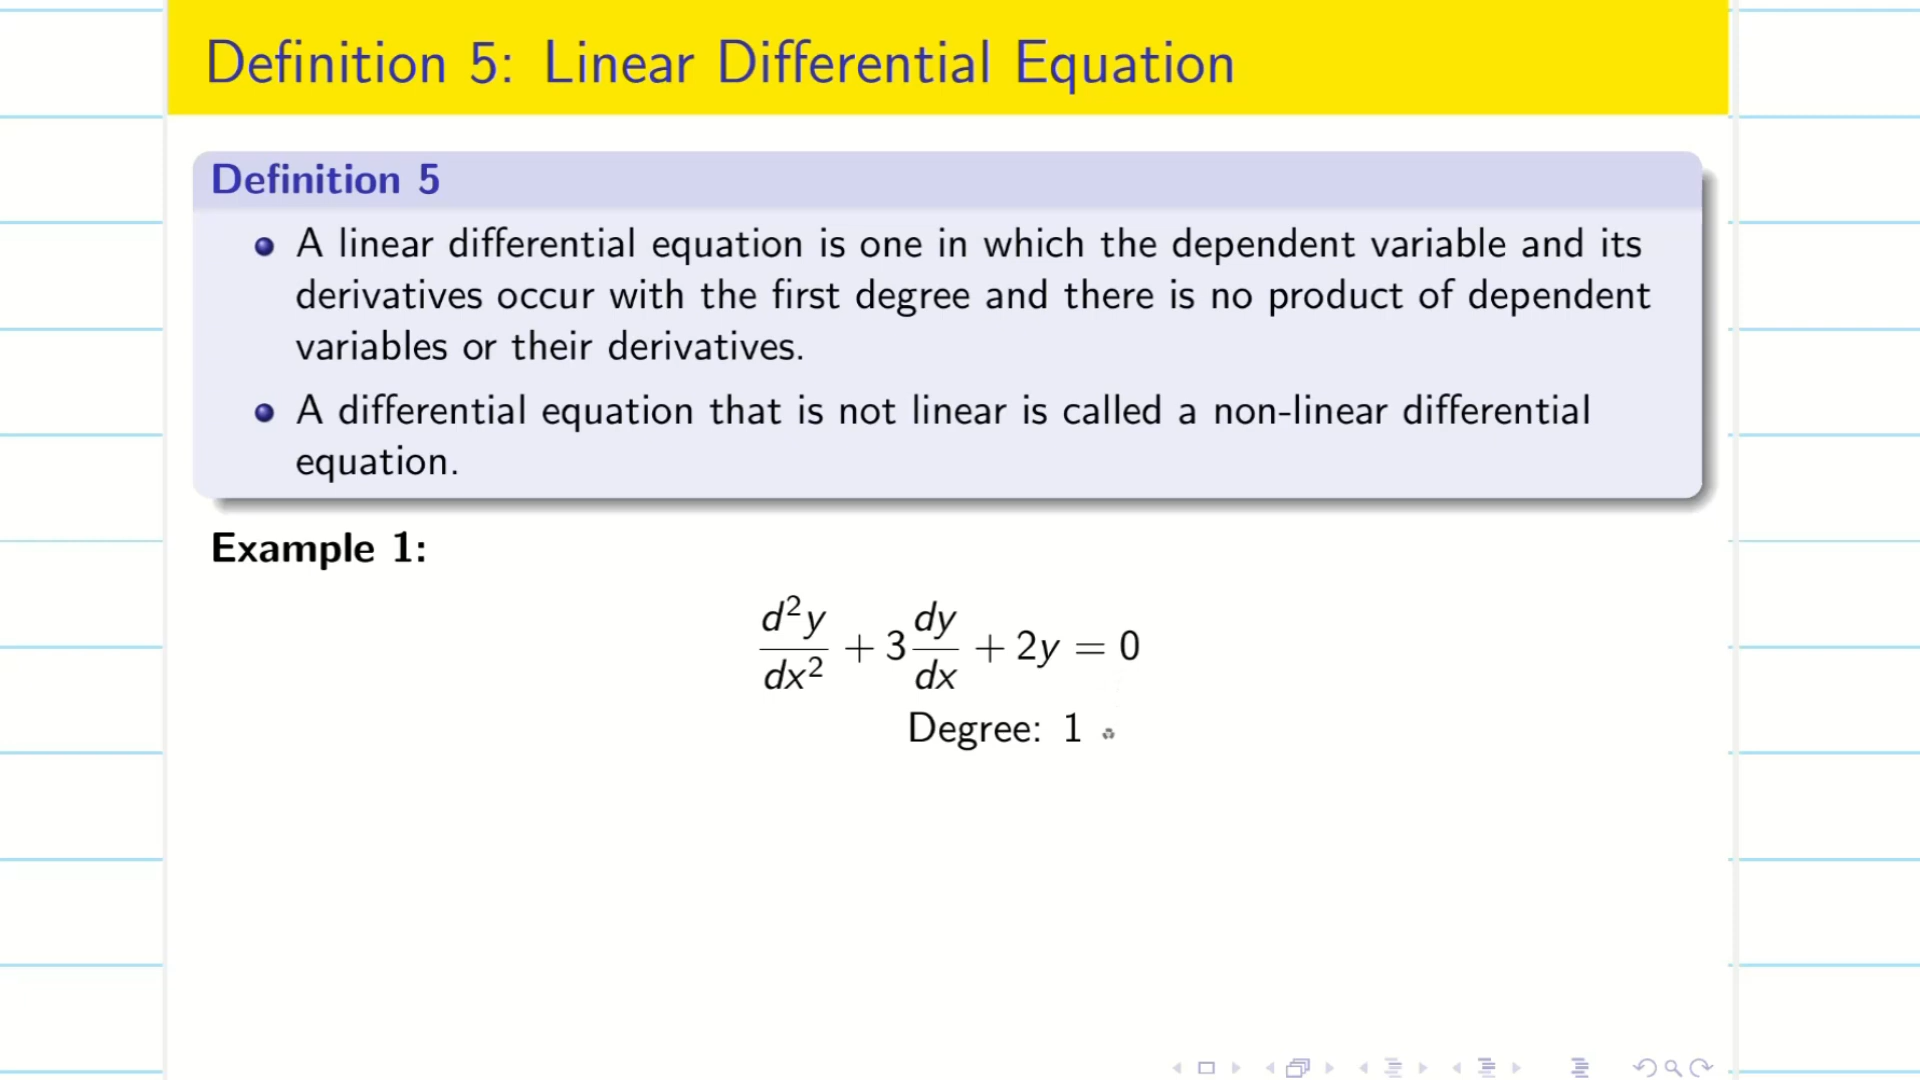 Definition 5: Linear Differential Equation
Definition 5
A linear differential equation is one in which the dependent variable and its
derivatives occur with the first degree and there is no product of dependent
variables or their derivatives.
A differential equation that is not linear is called a non-linear differential
equation.
Example 1:
d²y/dx² + 3 dy/dx + 2y = 0
Degree: 1